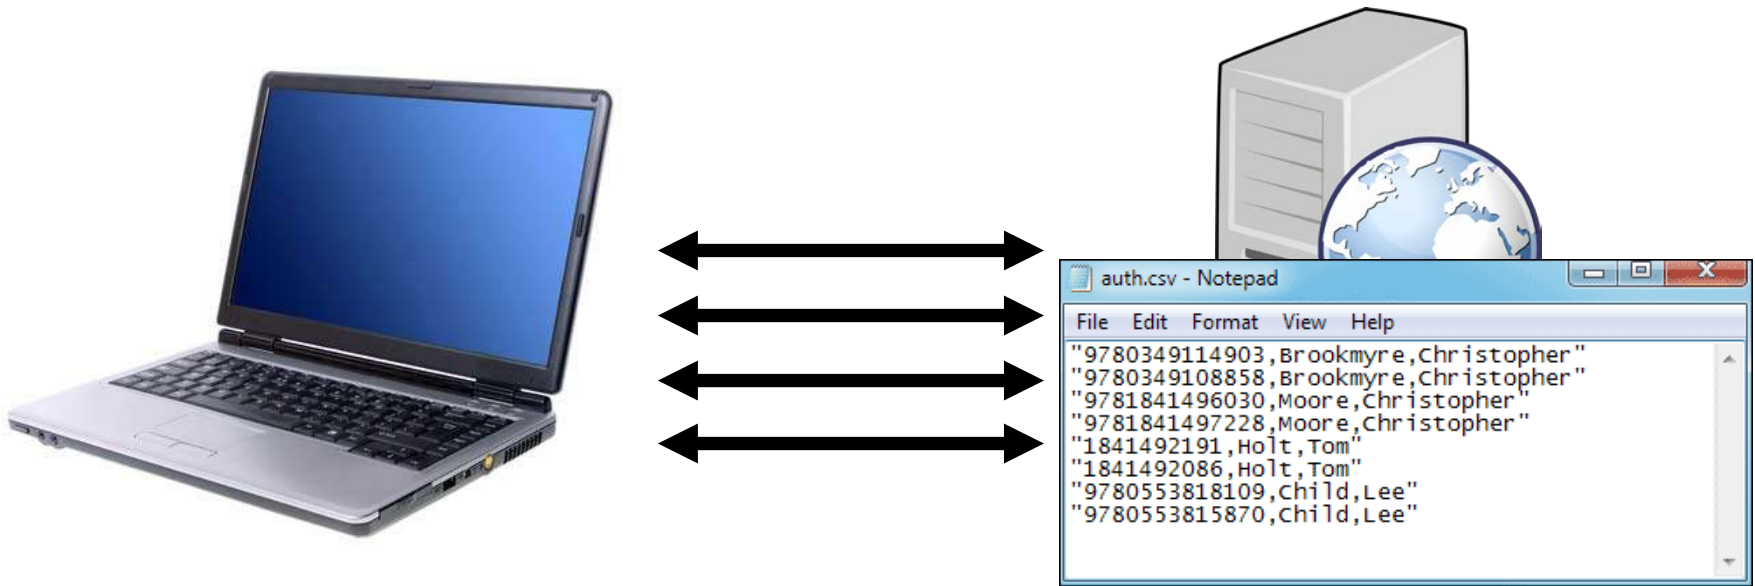 auth.csv - Notepad
File Edit Format View Help
"9780349114903,Brookmyre,Christopher"
"9780349108858,Brookmyre,Christopher"
"9781841496030,Moore,Christopher"
"9781841497228,Moore,Christopher"
"1841492191,Holt,Tom"
"1841492086,Holt,Tom"
"9780553818109,Child,Lee"
"9780553815870,Child,Lee"